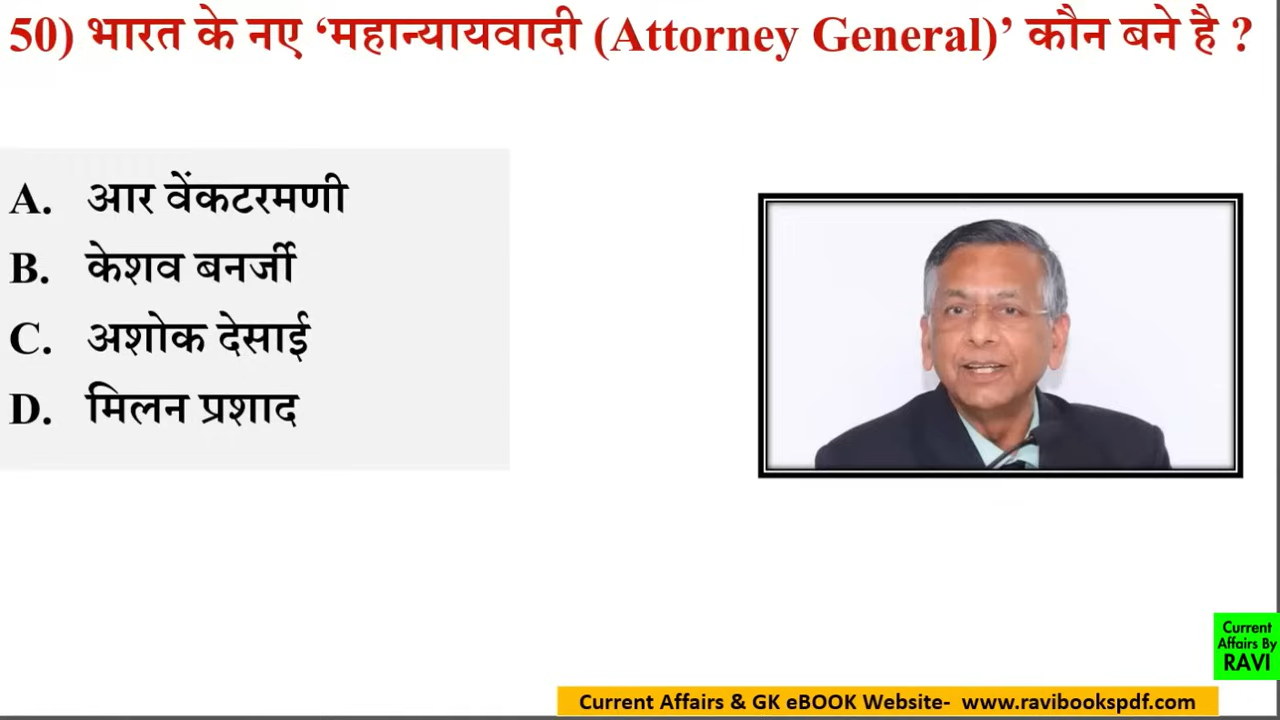 50) भारत के नए ‘महान्यायवादी (Attorney General)’ कौन बने है ?
A. आर वेंकटरमणी
B. केशव बनर्जी
C. अशोक देसाई
D. मिलन प्रशाद
Current
Affairs By
RAVI
Current Affairs & GK eBOOK Website- www.ravibookspdf.com